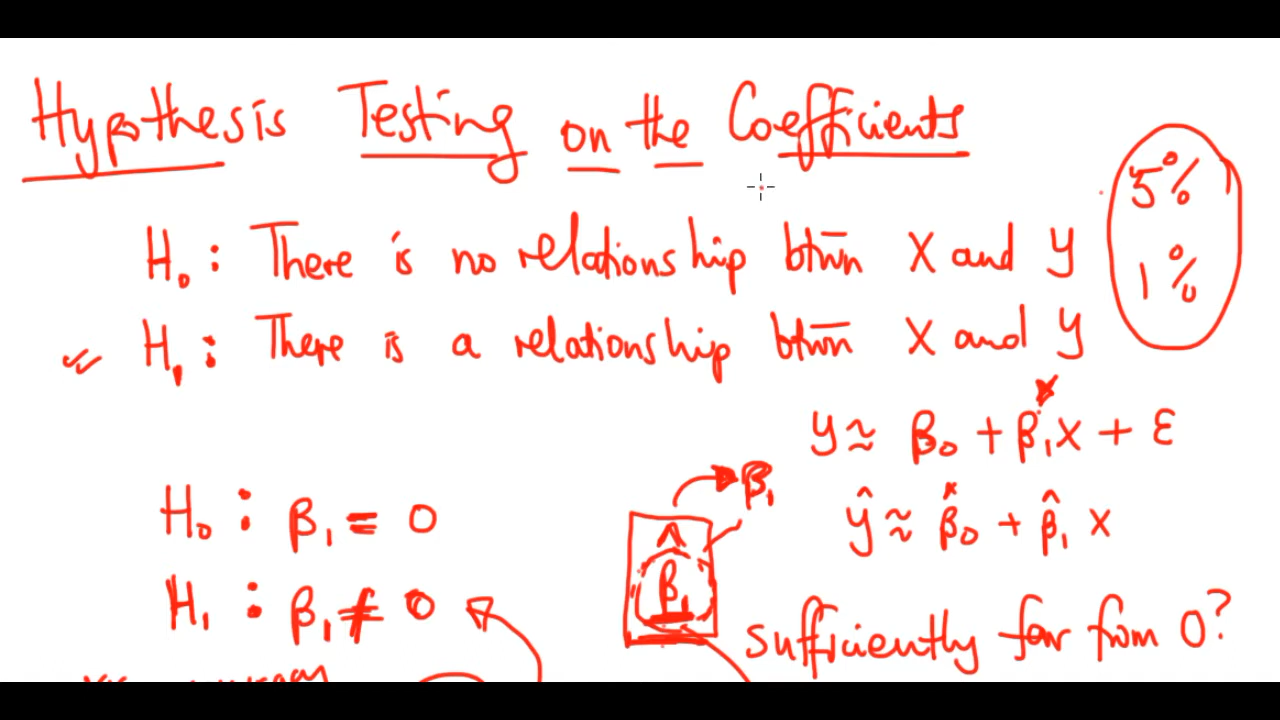 Hypothesis Testing on the Coefficients
5%
1%
H₀ : There is no relationship btwn X and Y
H₁ : There is a relationship btwn X and Y
y ≈ β₀ + β₁x + ε
ŷ ≈ β̂₀ + β̂₁ x
H₀ : β₁ = 0
H₁ : β₁ ≠ 0
β₁
β̂₁
sufficiently far from 0?